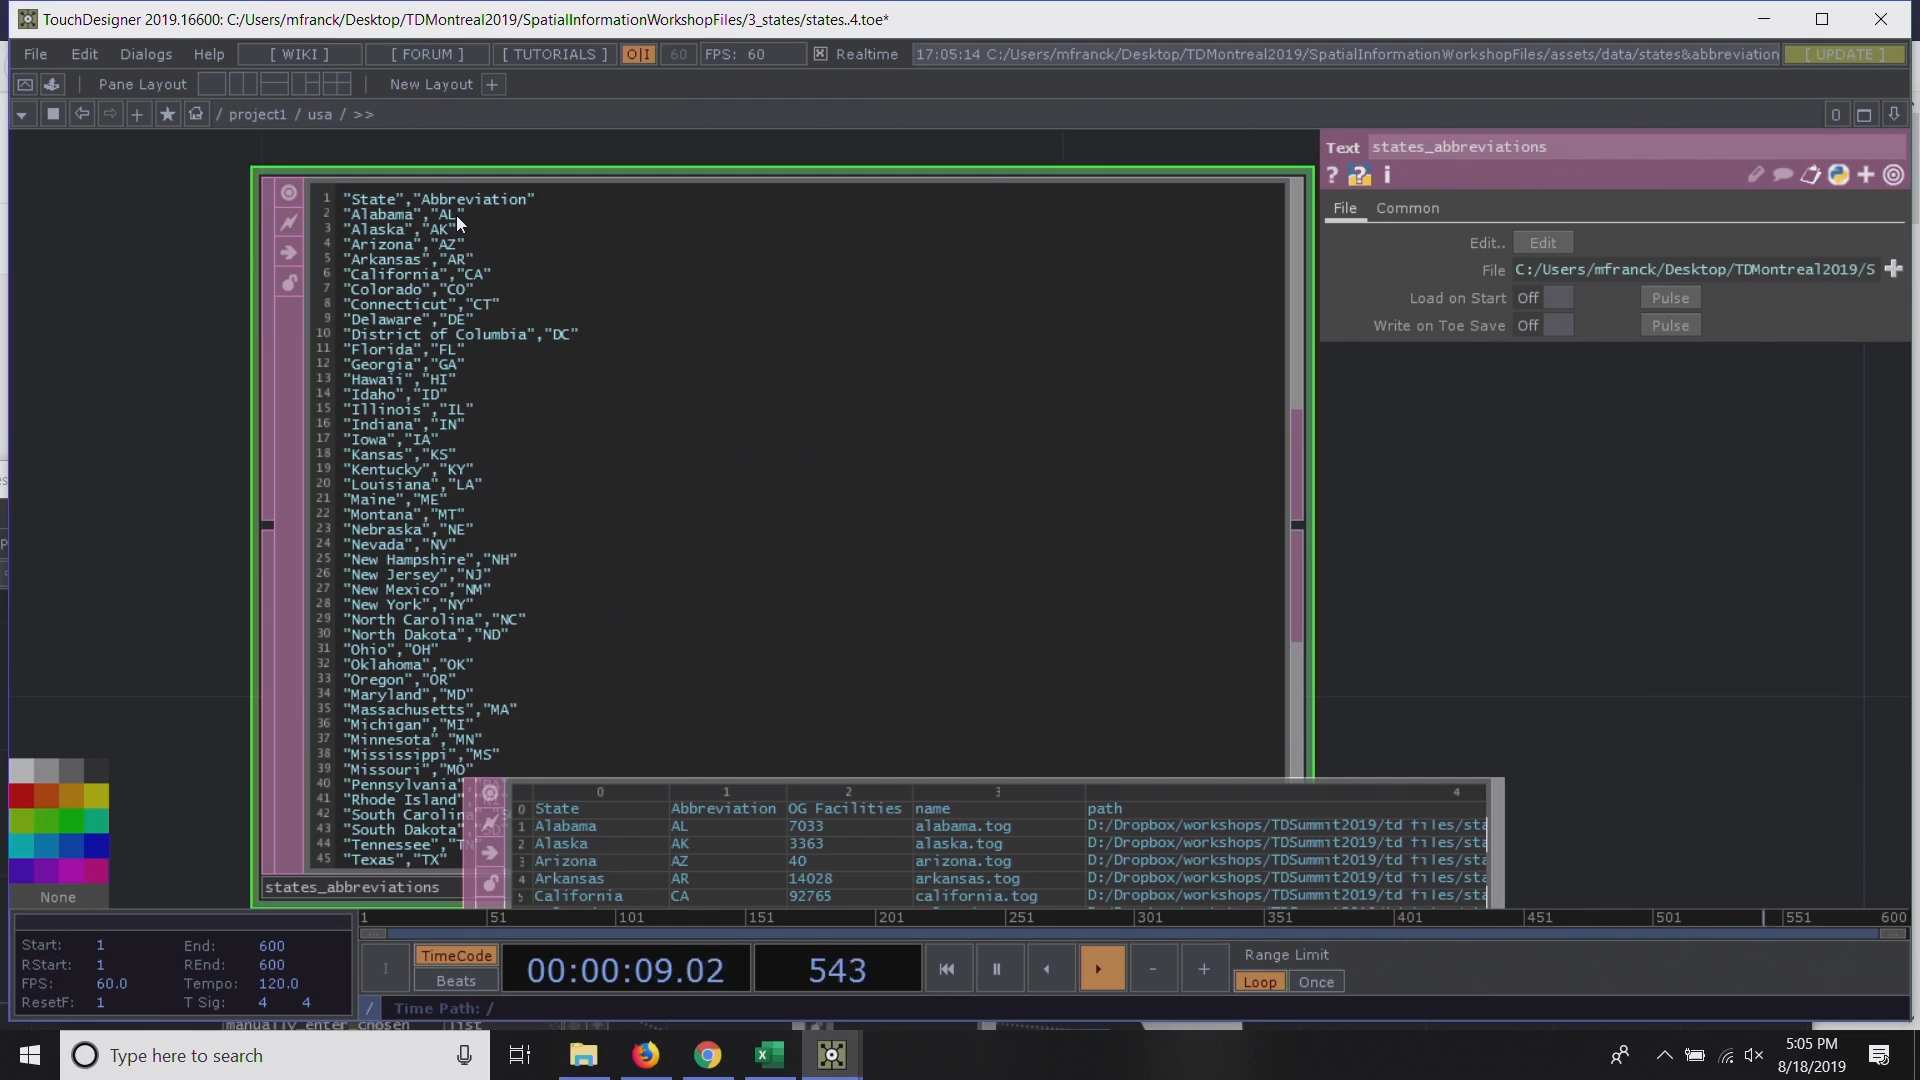 TouchDesigner 2019.16600: C:/Users/mfranck/Desktop/TDMontreal2019/SpatialInformationWorkshopFiles/3_states/states..4.toe*
File Edit Dialogs Help [ WIKI ] [ FORUM ] [ TUTORIALS ] O|I 60 FPS: 60 Realtime 17:05:14 C:/Users/mfranck/Desktop/TDMontreal2019/SpatialInformationWorkshopFiles/assets/data/states&abbreviation [ UPDATE ]
Pane Layout New Layout +
/ project1 / usa / >> 0
Text states_abbreviations
? i
File Common
Edit.. Edit
File C:/Users/mfranck/Desktop/TDMontreal2019/S
Load on Start Off Pulse
Write on Toe Save Off Pulse
1 "State","Abbreviation"
2 "Alabama","AL"
3 "Alaska","AK"
4 "Arizona","AZ"
5 "Arkansas","AR"
6 "California","CA"
7 "Colorado","CO"
8 "Connecticut","CT"
9 "Delaware","DE"
10 "District of Columbia","DC"
11 "Florida","FL"
12 "Georgia","GA"
13 "Hawaii","HI"
14 "Idaho","ID"
15 "Illinois","IL"
16 "Indiana","IN"
17 "Iowa","IA"
18 "Kansas","KS"
19 "Kentucky","KY"
20 "Louisiana","LA"
21 "Maine","ME"
22 "Montana","MT"
23 "Nebraska","NE"
24 "Nevada","NV"
25 "New Hampshire","NH"
26 "New Jersey","NJ"
27 "New Mexico","NM"
28 "New York","NY"
29 "North Carolina","NC"
30 "North Dakota","ND"
31 "Ohio","OH"
32 "Oklahoma","OK"
33 "Oregon","OR"
34 "Maryland","MD"
35 "Massachusetts","MA"
36 "Michigan","MI"
37 "Minnesota","MN"
38 "Mississippi","MS"
39 "Missouri","MO"
40 "Pennsylvania"
41 "Rhode Island"
42 "South Carolina
43 "South Dakota"
44 "Tennessee","TN"
45 "Texas","TX"
states_abbreviations
0 1 2 3 4
0 State Abbreviation OG Facilities name path
1 Alabama AL 7033 alabama.tog D:/Dropbox/workshops/TDSummit2019/td files/sta
2 Alaska AK 3363 alaska.tog D:/Dropbox/workshops/TDSummit2019/td files/sta
3 Arizona AZ 40 arizona.tog D:/Dropbox/workshops/TDSummit2019/td files/sta
4 Arkansas AR 14028 arkansas.tog D:/Dropbox/workshops/TDSummit2019/td files/sta
5 California CA 92765 california.tog D:/Dropbox/workshops/TDSummit2019/td files/sta
None
1 51 101 151 201 251 301 351 401 451 501 551 600
Start: 1 End: 600
RStart: 1 REnd: 600
FPS: 60.0 Tempo: 120.0
ResetF: 1 T Sig: 4 4
TimeCode
Beats
00:00:09.02 543
Range Limit
Loop Once
/ Time Path: /
manually_enter_chosen list
Type here to search
5:05 PM
8/18/2019